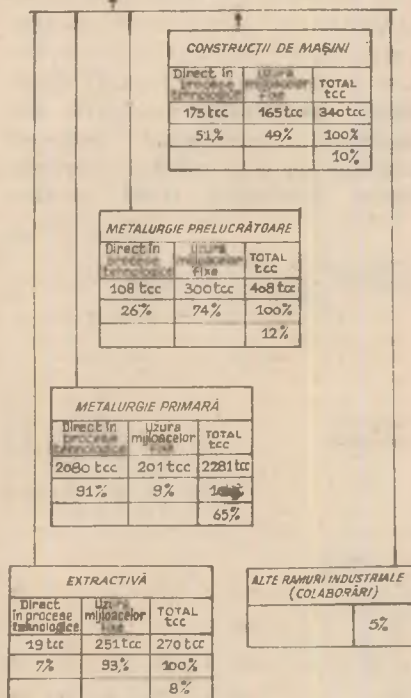 CONSTRUCȚII DE MAȘINI
Direct în procese tehnologice
Uzura mijloacelor fixe
TOTAL tcc
175 tcc 165 tcc 340 tcc
51% 49% 100%
10%
METALURGIE PRELUCRĂTOARE
Direct în procese tehnologice
Uzura mijloacelor fixe
TOTAL tcc
108 tcc 300 tcc 408 tcc
26% 74% 100%
12%
METALURGIE PRIMARĂ
Direct în procese tehnologice
Uzura mijloacelor fixe
TOTAL tcc
2080 tcc 201 tcc 2281 tcc
91% 9%
65%
EXTRACTIVĂ
Direct în procese tehnologice
Uzura mijloacelor fixe
TOTAL tcc
19 tcc 251 tcc 270 tcc
7% 93% 100%
8%
ALTE RAMURI INDUSTRIALE
(COLABORĂRI)
5%